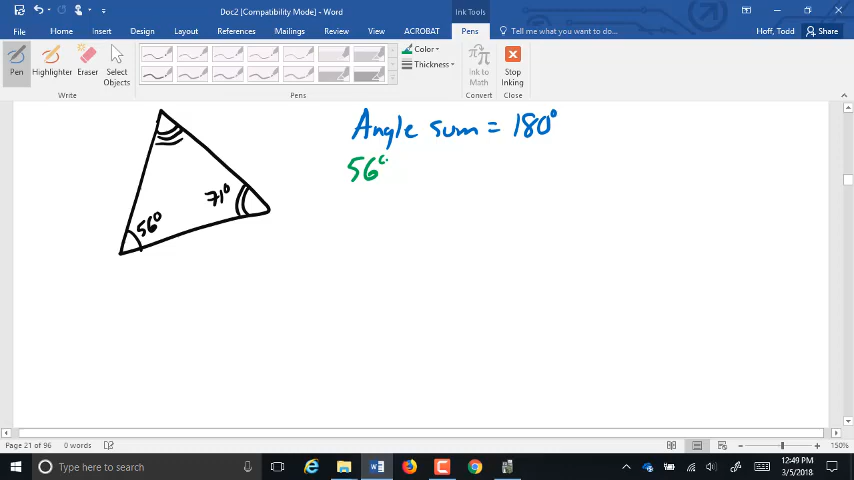 Doc2 [Compatibility Mode] - Word
Ink Tools
Hoff, Todd
Share
File Home Insert Design Layout References Mailings Review View ACROBAT Pens Tell me what you want to do...
Pen
Highlighter
Eraser
Select Objects
Color
Thickness
Ink to Math
Stop Inking
Write
Pens
Convert
Close
Angle sum = 180°
56°
71°
56°
Page 21 of 96 0 words
150%
Type here to search
12:49 PM
3/5/2018